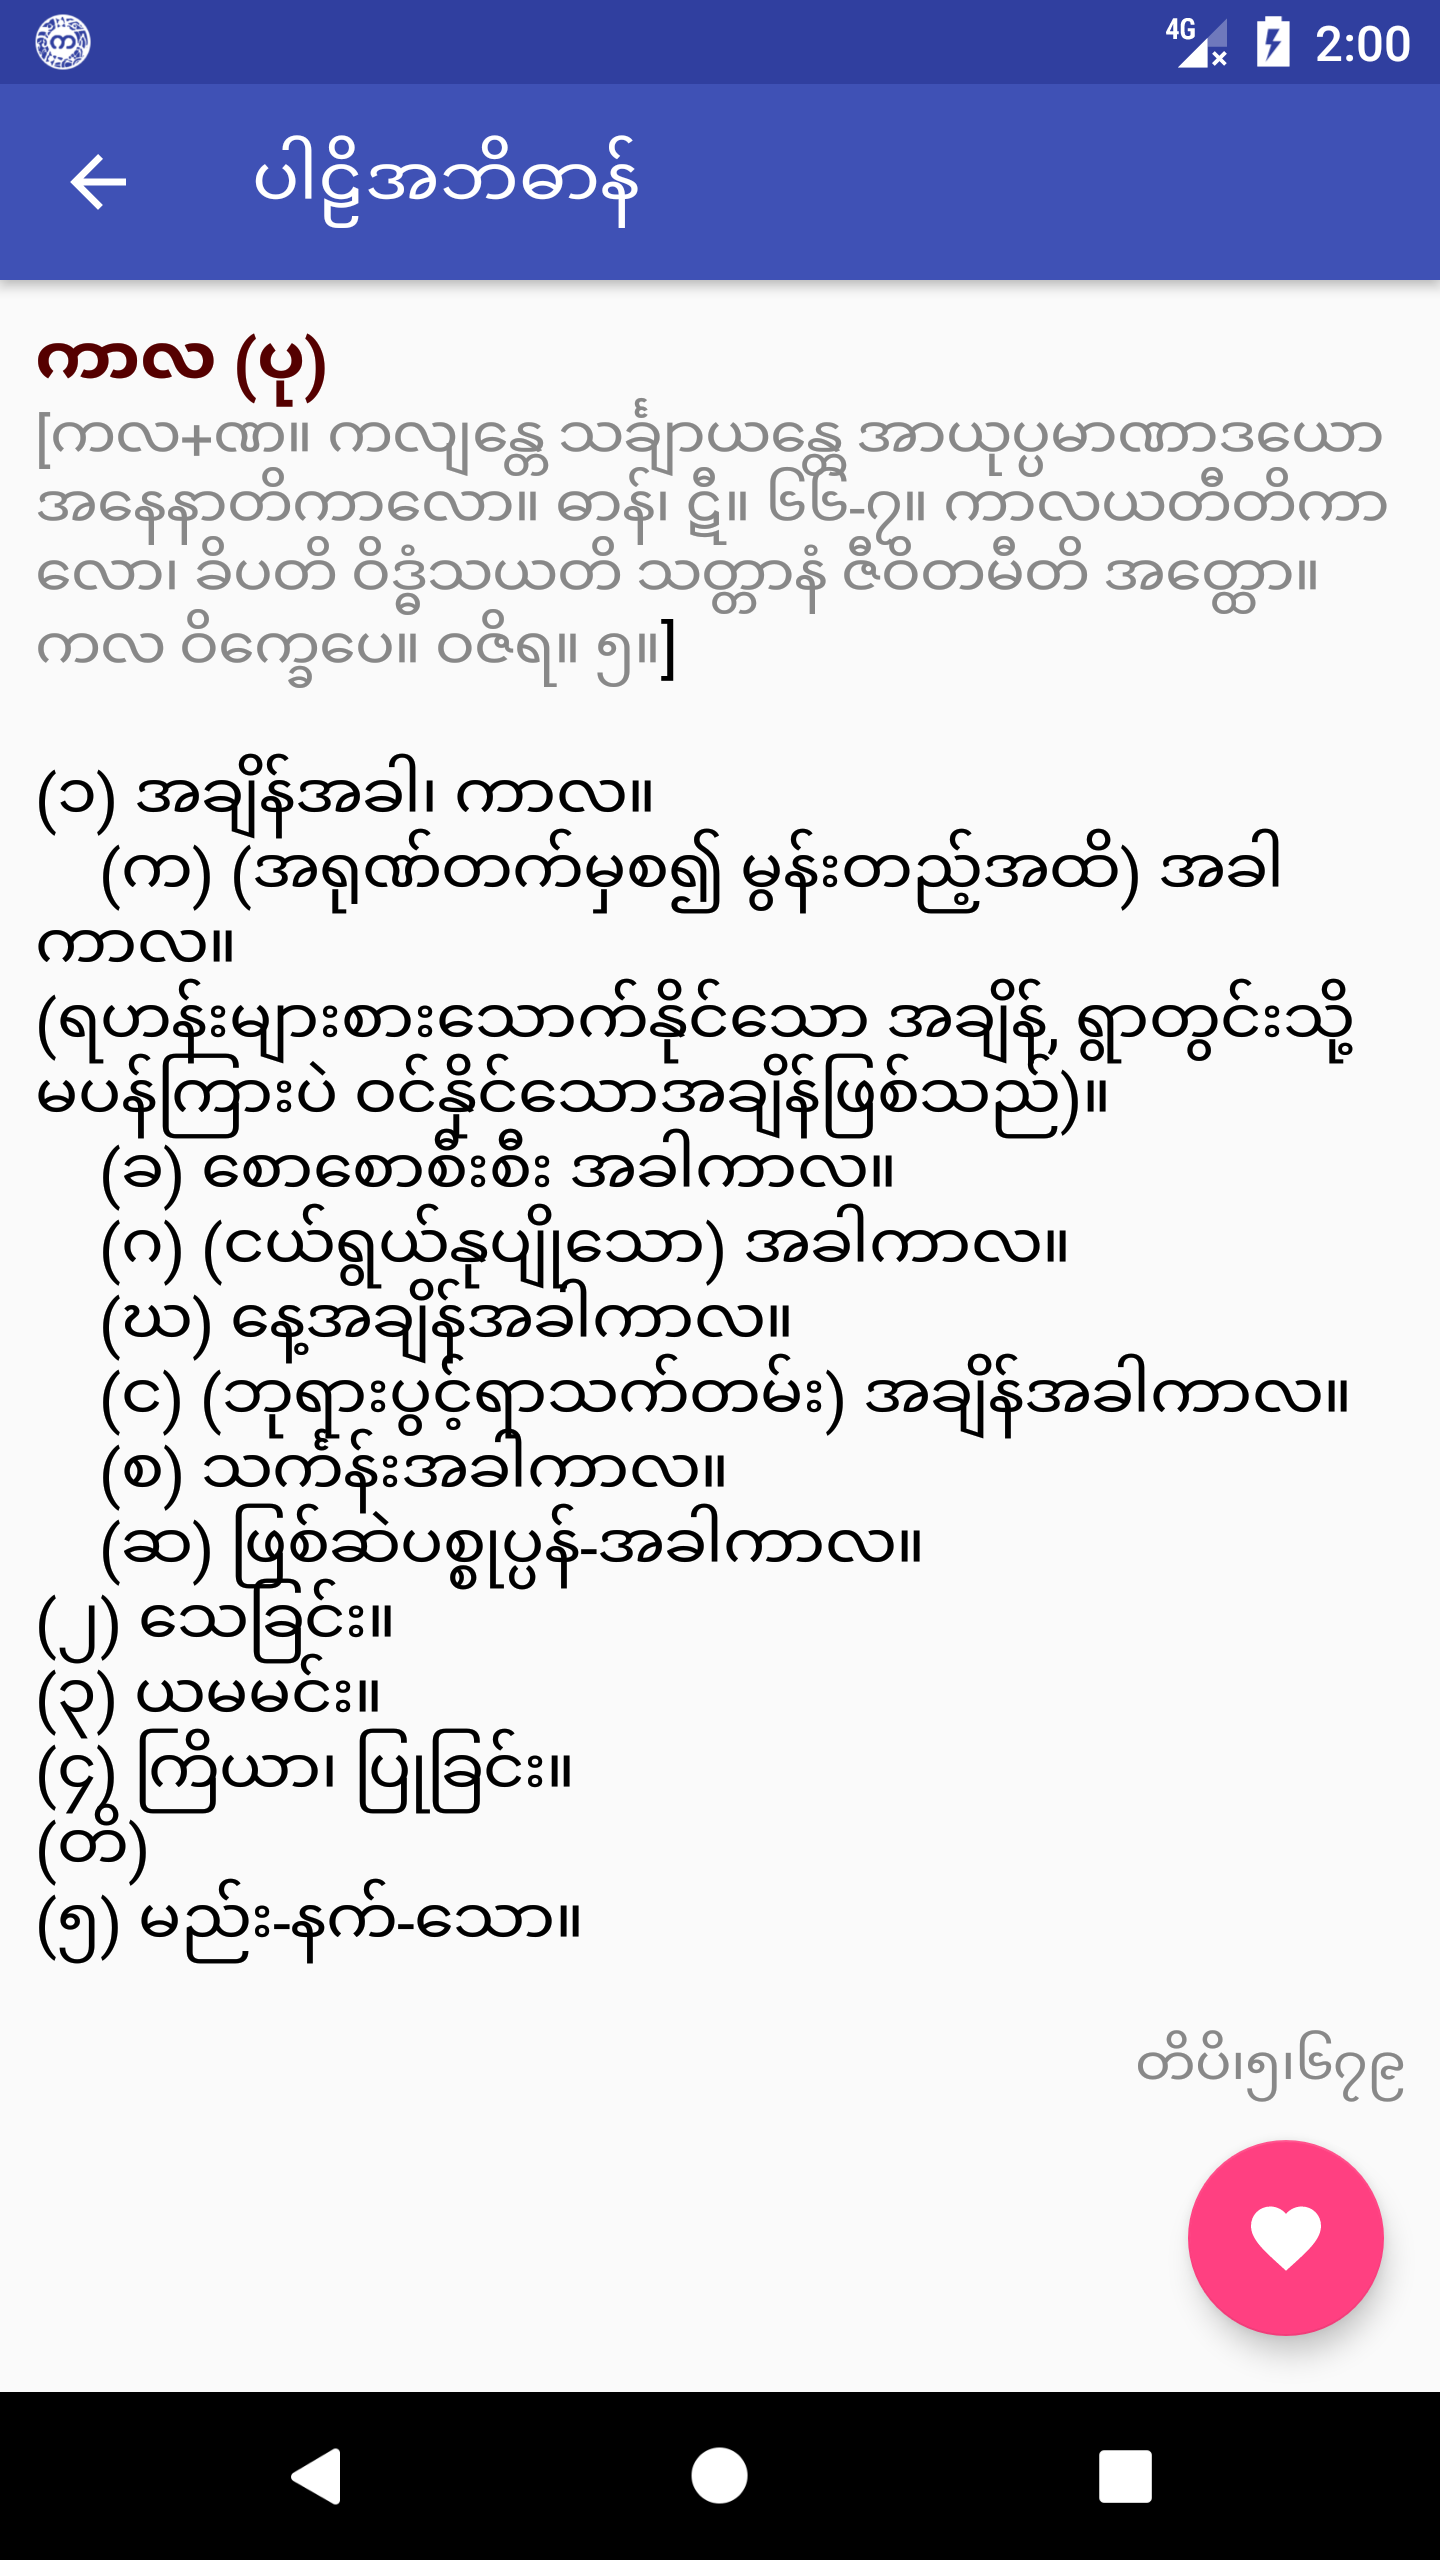 4G 2:00
ပါဠိအဘိဓာန်
ကာလ (ပု)
[ကလ+ဏ။ ကလျန္တေ သင်္ချာယန္တေ အာယုပ္ပမာဏာဒယော
အနေနာတိကာလော။ ဓာန်၊ ဋီ။ ၆၆-၇။ ကာလယတီတိကာ
လော၊ ခိပတိ ဝိဒ္ဓံသယတိ သတ္တာနံ ဇီဝိတမီတိ အတ္ထော။
ကလ ဝိက္ခေပေ။ ဝဇိရ။ ၅။]
(၁) အချိန်အခါ၊ ကာလ။
(က) (အရုဏ်တက်မှစ၍ မွန်းတည့်အထိ) အခါ
ကာလ။
(ရဟန်းများစားသောက်နိုင်သော အချိန်, ရွာတွင်းသို့
မပန်ကြားပဲ ဝင်နိုင်သောအချိန်ဖြစ်သည်)။
(ခ) စောစောစီးစီး အခါကာလ။
(ဂ) (ငယ်ရွယ်နုပျိုသော) အခါကာလ။
(ဃ) နေ့အချိန်အခါကာလ။
(င) (ဘုရားပွင့်ရာသက်တမ်း) အချိန်အခါကာလ။
(စ) သင်္ကန်းအခါကာလ။
(ဆ) ဖြစ်ဆဲပစ္စုပ္ပန်-အခါကာလ။
(၂) သေခြင်း။
(၃) ယမမင်း။
(၄) ကြိယာ၊ ပြုခြင်း။
(တိ)
(၅) မည်း-နက်-သော။
တိပိ၊၅၊၆၇၉